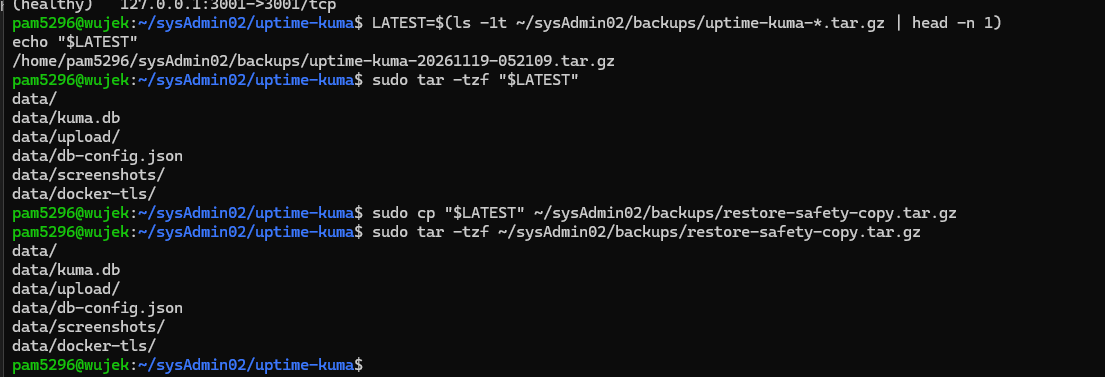 (healthy)   127.0.0.1:3001->3001/tcp
pam5296@wujek:~/sysAdmin02/uptime-kuma$ LATEST=$(ls -1t ~/sysAdmin02/backups/uptime-kuma-*.tar.gz | head -n 1)
echo "$LATEST"
/home/pam5296/sysAdmin02/backups/uptime-kuma-20261119-052109.tar.gz
pam5296@wujek:~/sysAdmin02/uptime-kuma$ sudo tar -tzf "$LATEST"
data/
data/kuma.db
data/upload/
data/db-config.json
data/screenshots/
data/docker-tls/
pam5296@wujek:~/sysAdmin02/uptime-kuma$ sudo cp "$LATEST" ~/sysAdmin02/backups/restore-safety-copy.tar.gz
pam5296@wujek:~/sysAdmin02/uptime-kuma$ sudo tar -tzf ~/sysAdmin02/backups/restore-safety-copy.tar.gz
data/
data/kuma.db
data/upload/
data/db-config.json
data/screenshots/
data/docker-tls/
pam5296@wujek:~/sysAdmin02/uptime-kuma$